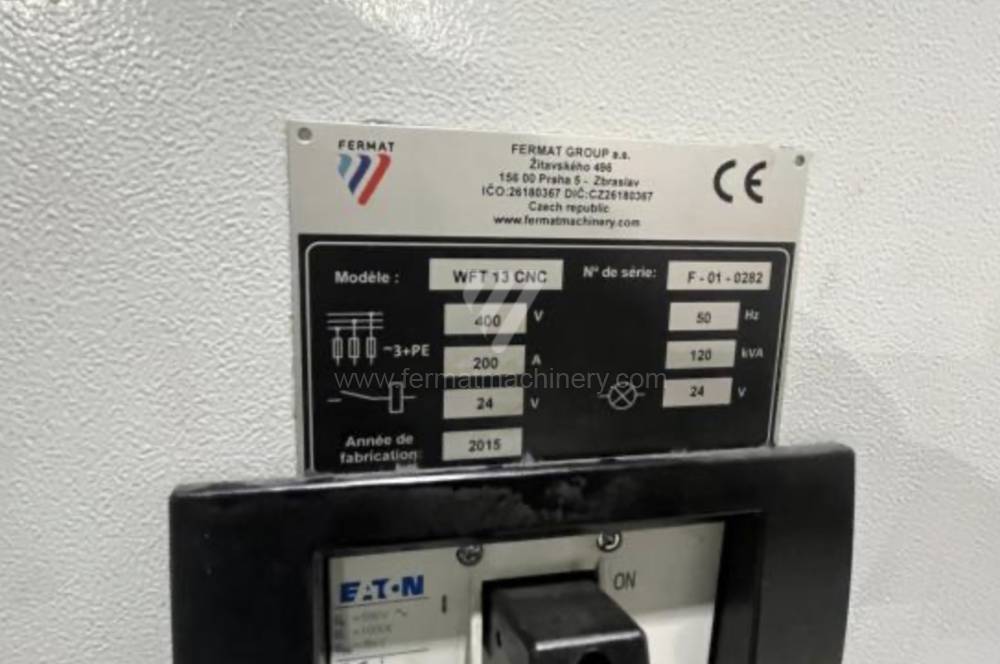 FERMAT
FERMAT GROUP a.s.
Žitavského 496
156 00 Praha 5 - Zbraslav
IČO:26180367 DIČ:CZ26180367
Czech republic
www.fermatmachinery.com
CE
Modèle : WFT 13 CNC N° de série: F - 01 - 0282
400 V 50 Hz
~3+PE 200 A 120 kVA
www.fermatmachinery.com
24 V 24 V
Année de
fabrication: 2015
EATON
I ON